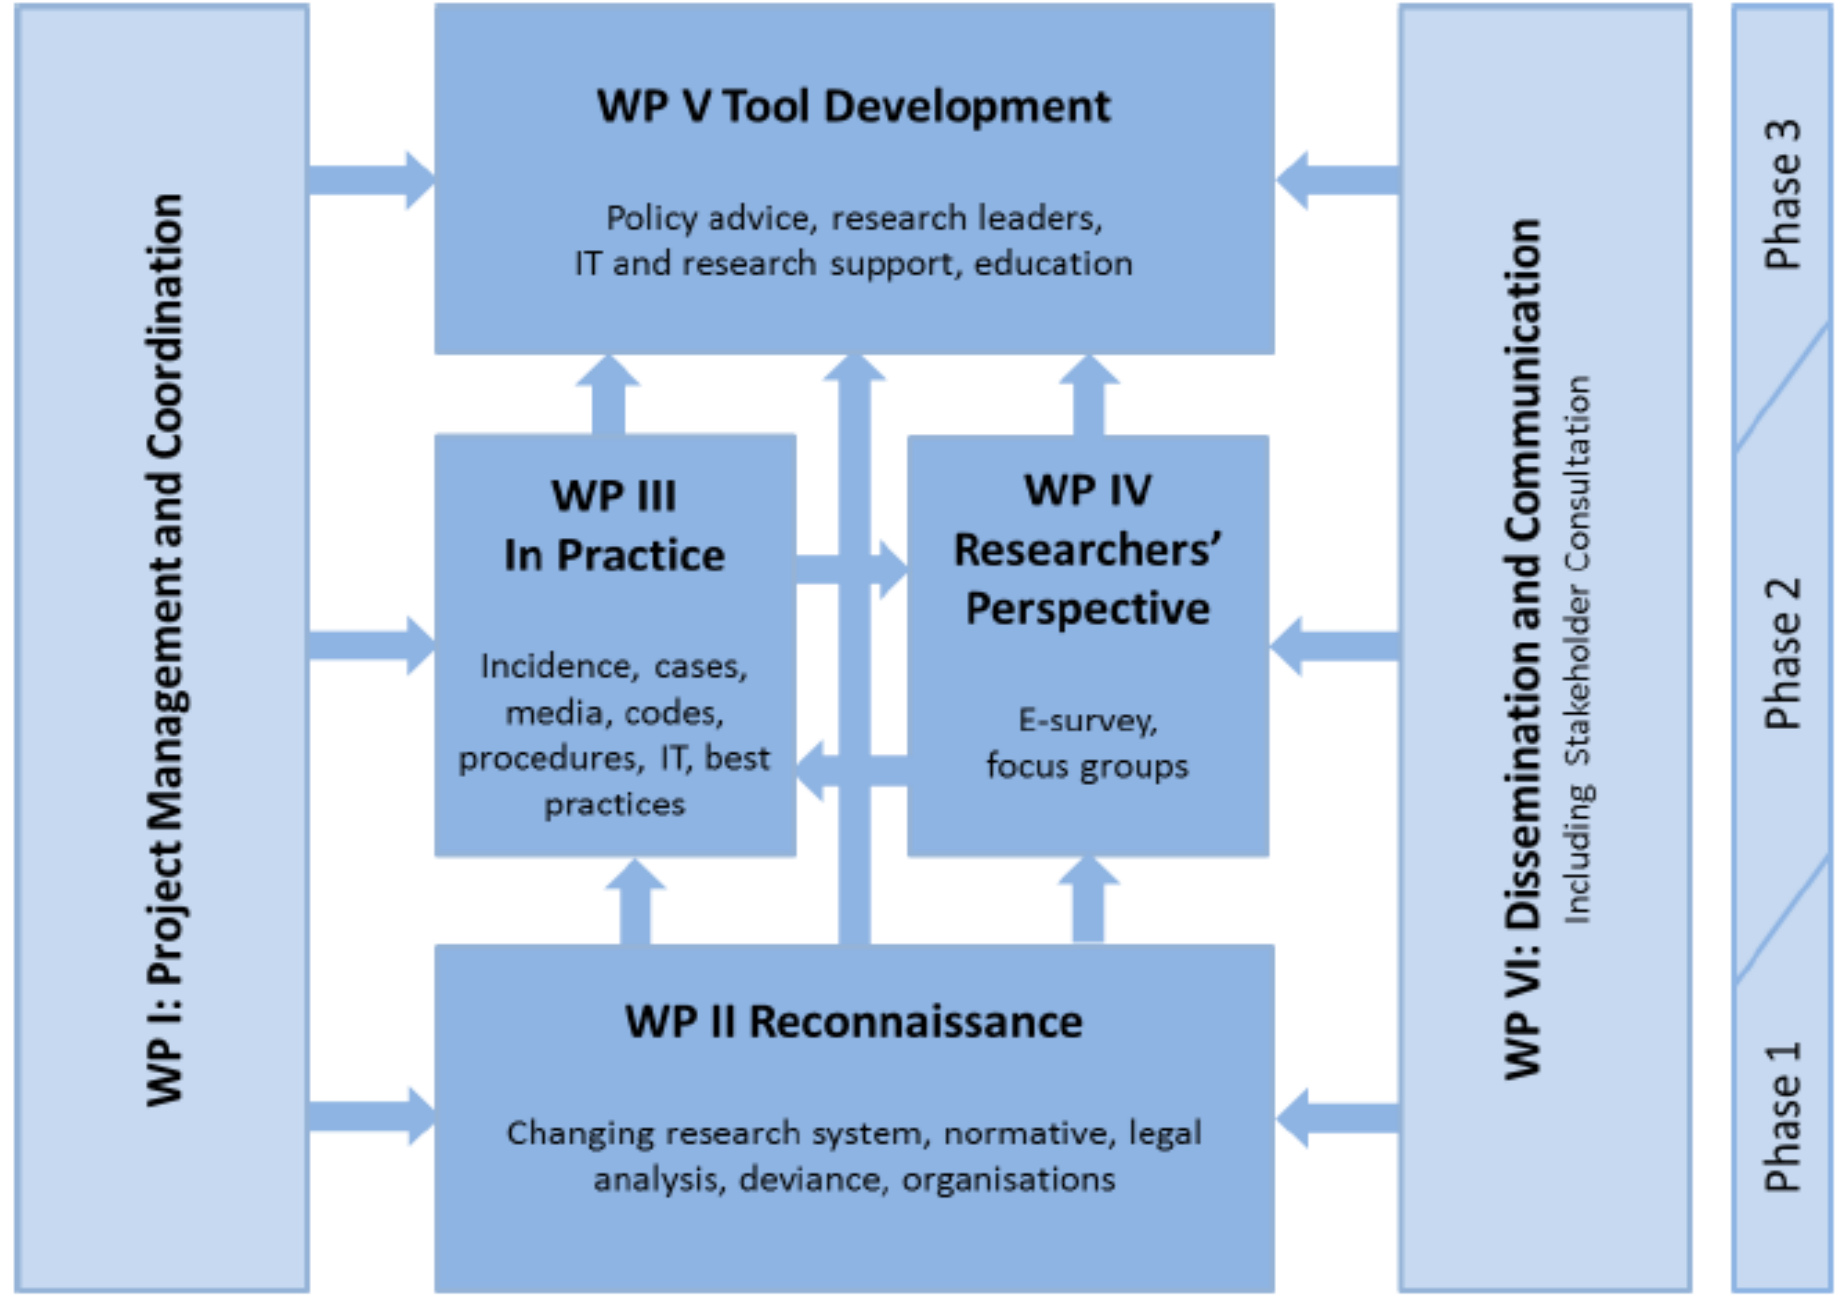 WP I: Project Management and Coordination
WP V Tool Development
Policy advice, research leaders,
IT and research support, education
WP III
In Practice
Incidence, cases,
media, codes,
procedures, IT, best
practices
WP IV
Researchers’
Perspective
E-survey,
focus groups
WP II Reconnaissance
Changing research system, normative, legal
analysis, deviance, organisations
WP VI: Dissemination and Communication
Including Stakeholder Consultation
Phase 3
Phase 2
Phase 1